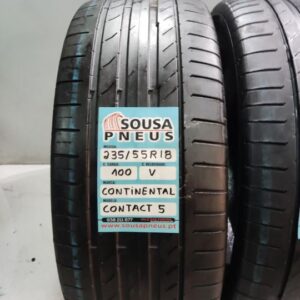 SOUSA
PNEUS
235/55R18
100 V
CONTINENTAL
CONTACT 5
www.sousapneus.pt